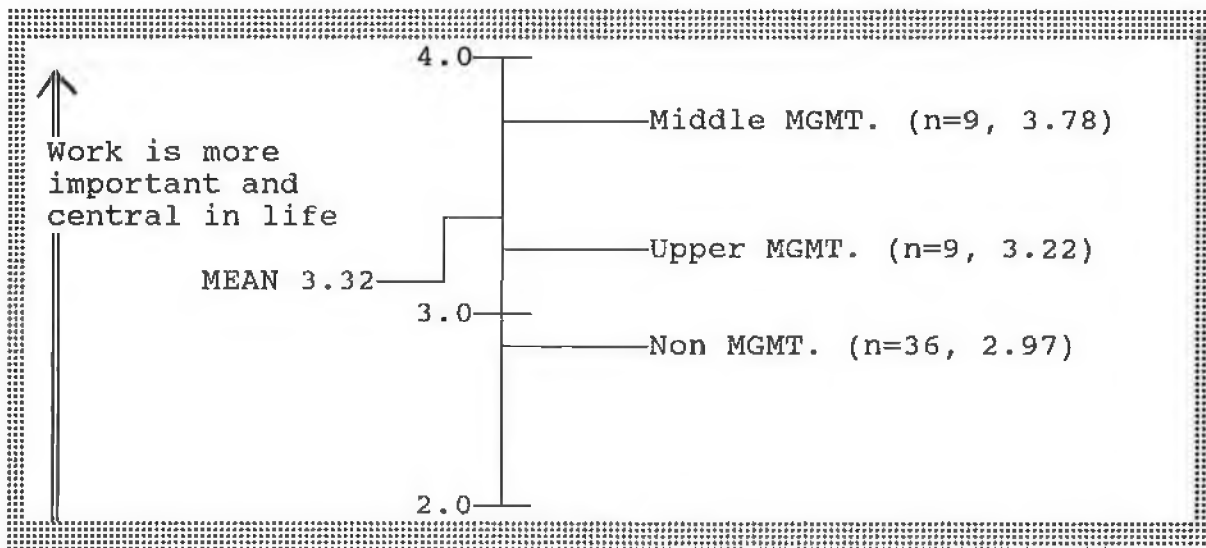 4.0
Middle MGMT. (n=9, 3.78)
Work is more
important and
central in life
Upper MGMT. (n=9, 3.22)
MEAN 3.32
3.0
Non MGMT. (n=36, 2.97)
2.0